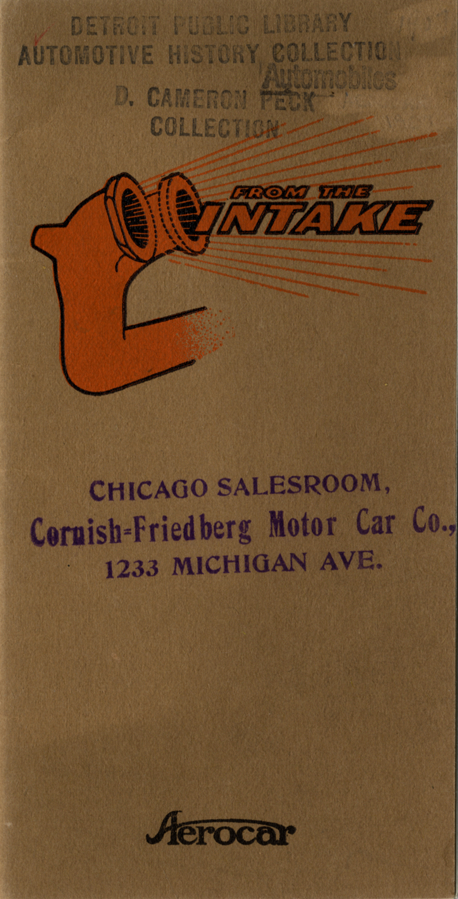 DETROIT PUBLIC LIBRARY
AUTOMOTIVE HISTORY COLLECTION
Automobiles
D. CAMERON PECK
COLLECTION
FROM THE
INTAKE
CHICAGO SALESROOM,
Cornish-Friedberg Motor Car Co.,
1233 MICHIGAN AVE.
Aerocar